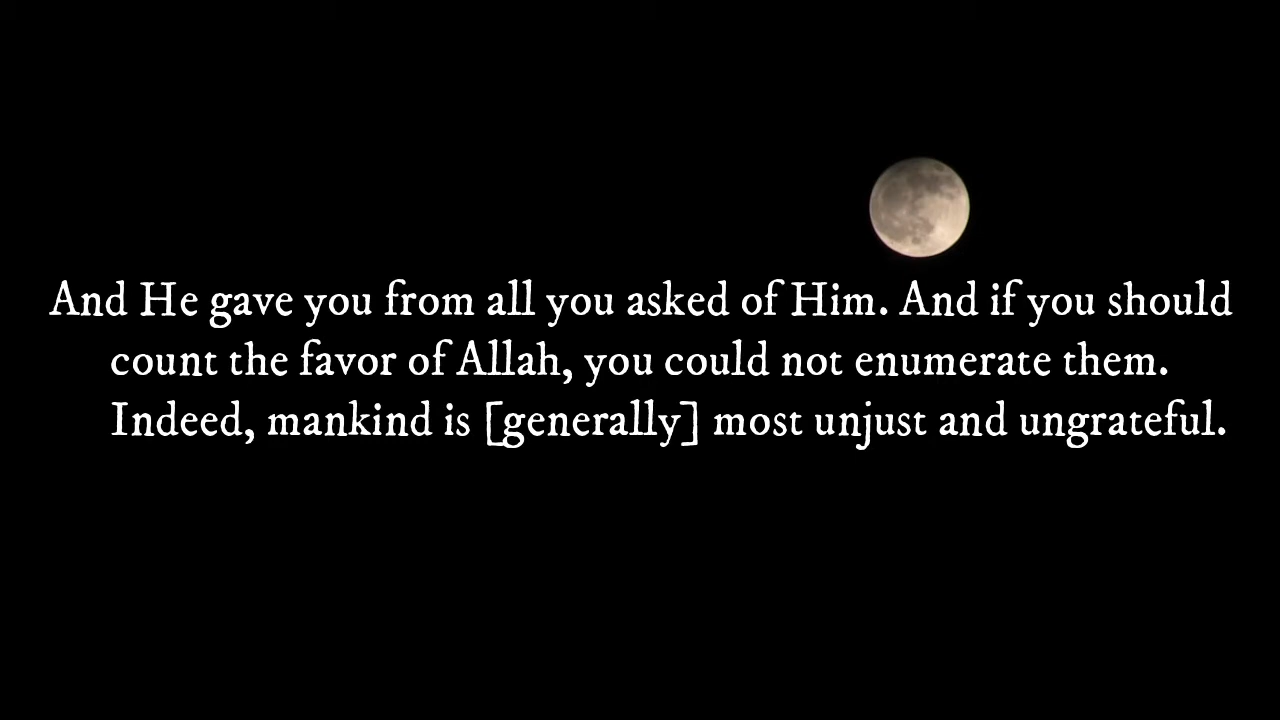 And He gave you from all you asked of Him. And if you should
count the favor of Allah, you could not enumerate them.
Indeed, mankind is [generally] most unjust and ungrateful.